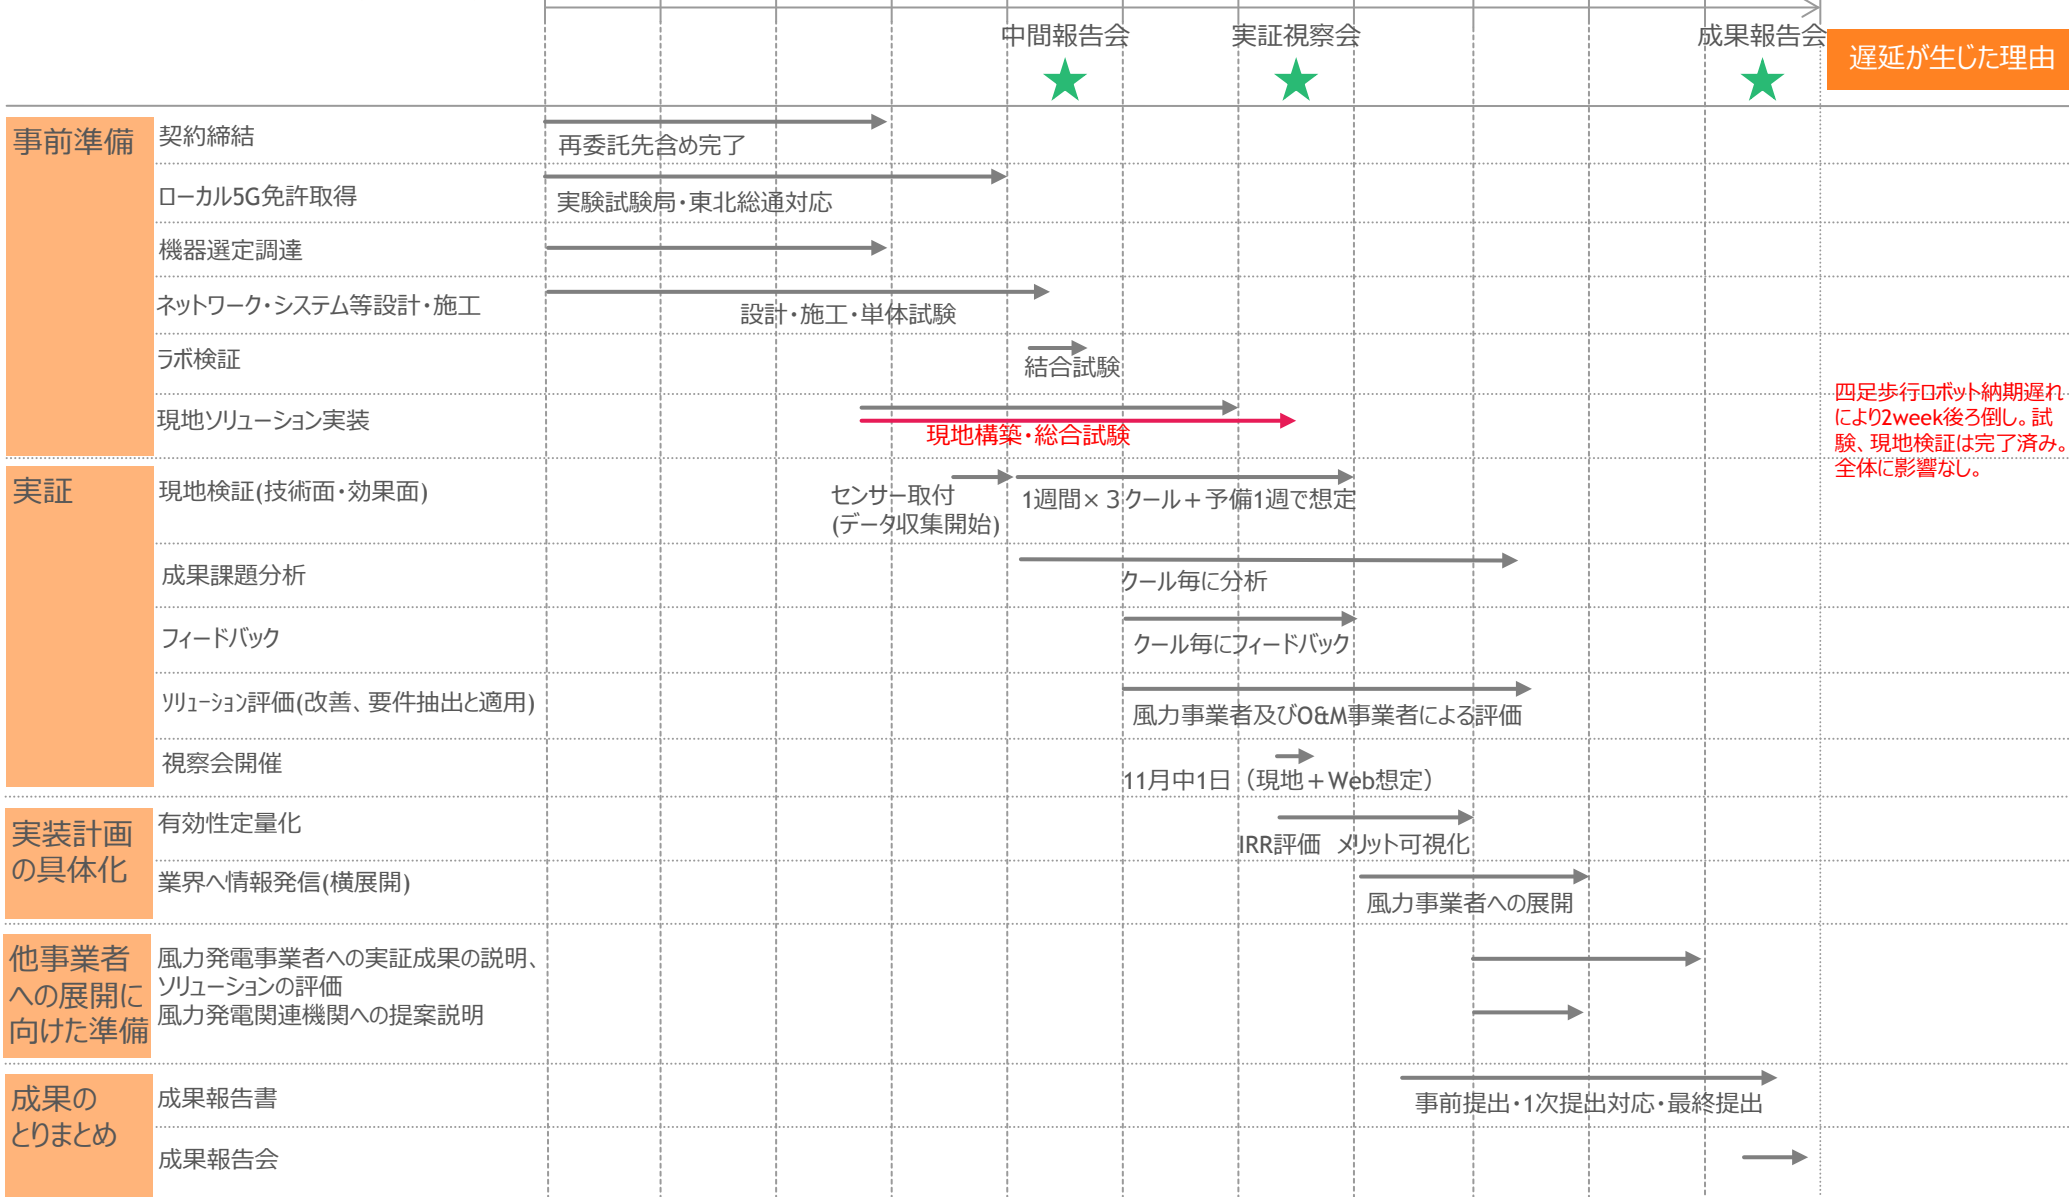 中間報告会
実証視察会
成果報告会
遅延が生じた理由
事前準備
契約締結
再委託先含め完了
ローカル5G免許取得
実験試験局・東北総通対応
機器選定調達
ネットワーク・システム等設計・施工
設計・施工・単体試験
ラボ検証
結合試験
現地ソリューション実装
現地構築・総合試験
四足歩行ロボット納期遅れ
により2week後ろ倒し。試
験、現地検証は完了済み。
全体に影響なし。
実証
現地検証(技術面・効果面)
センサー取付
(データ収集開始)
1週間×３クール＋予備1週で想定
成果課題分析
クール毎に分析
フィードバック
クール毎にフィードバック
ソリューション評価(改善、要件抽出と適用)
風力事業者及びO&M事業者による評価
視察会開催
11月中1日（現地＋Web想定）
実装計画
の具体化
有効性定量化
IRR評価　メリット可視化
業界へ情報発信(横展開)
風力事業者への展開
他事業者
への展開に
向けた準備
風力発電事業者への実証成果の説明、
ソリューションの評価
風力発電関連機関への提案説明
成果の
とりまとめ
成果報告書
事前提出・1次提出対応・最終提出
成果報告会